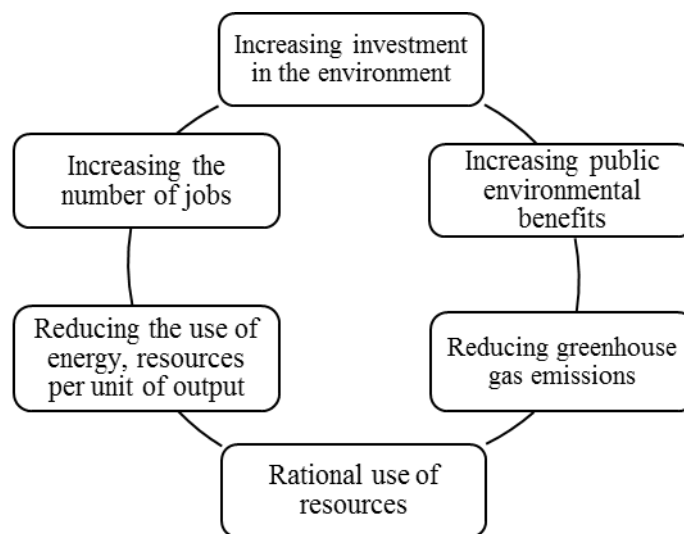 Increasing investment
in the environment
Increasing public
environmental
benefits
Reducing greenhouse
gas emissions
Rational use of
resources
Reducing the use of
energy, resources
per unit of output
Increasing the
number of jobs